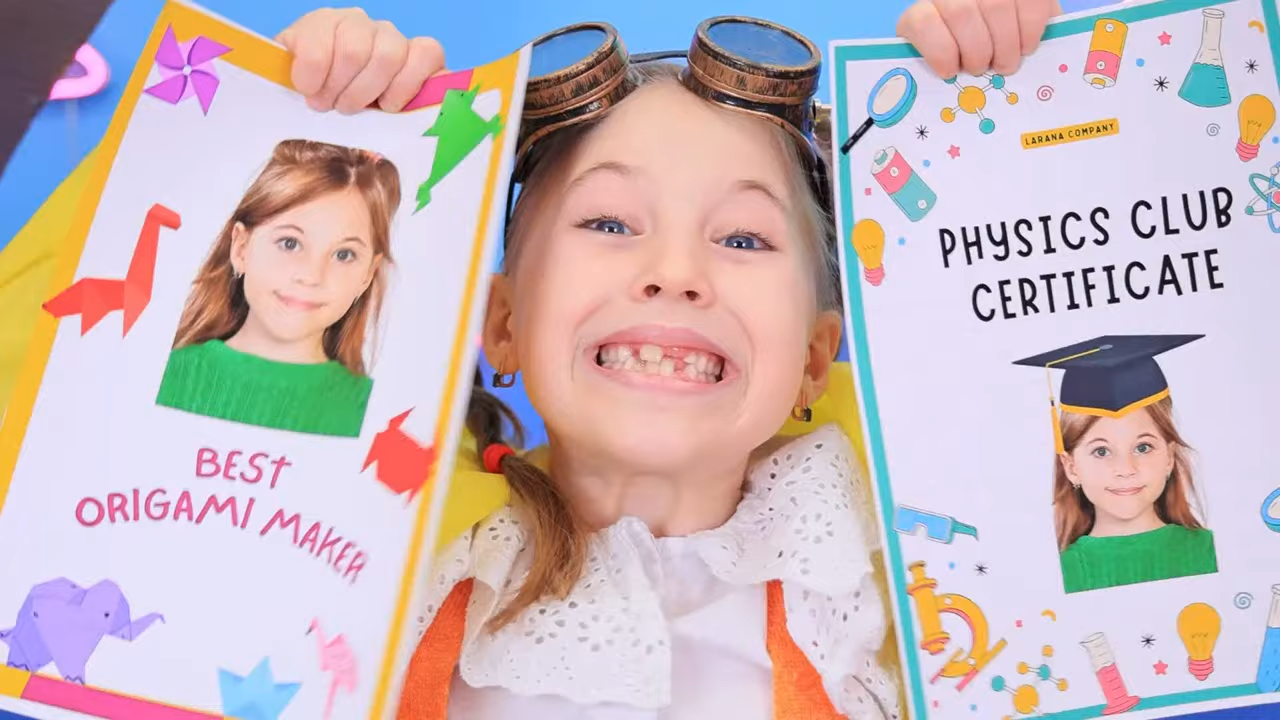 BEST
ORIGAMI MAKER
LARANA COMPANY
PHYSICS CLUB
CERTIFICATE